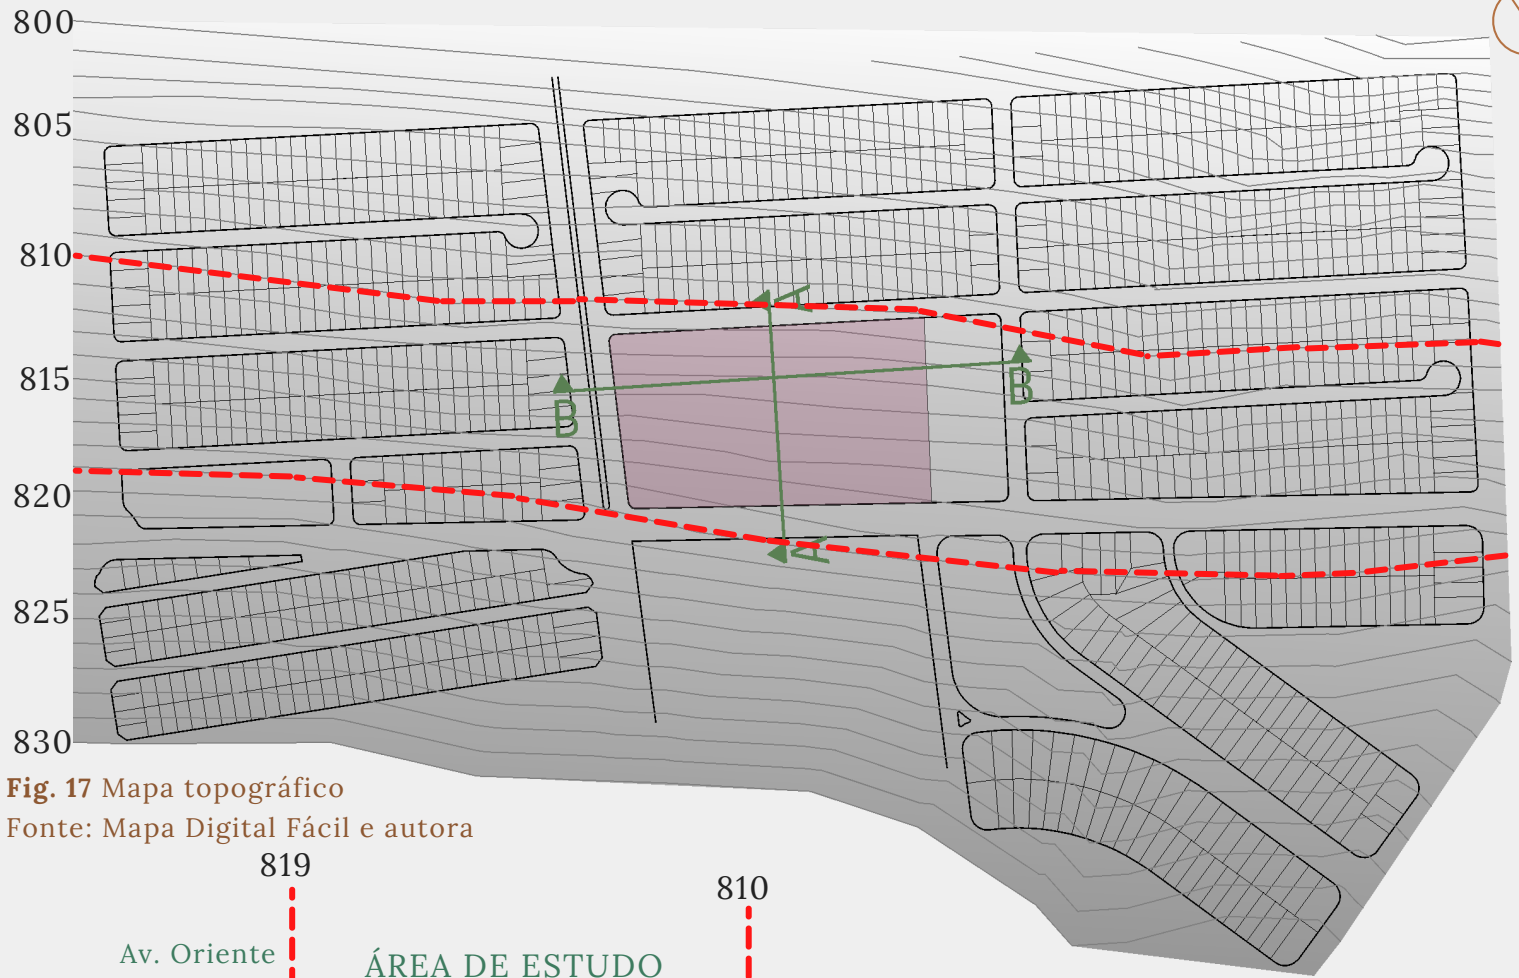 800
805
810
815
820
825
830
A
B
B
A
Fig. 17 Mapa topográfico
Fonte: Mapa Digital Fácil e autora
819
810
Av. Oriente
ÁREA DE ESTUDO